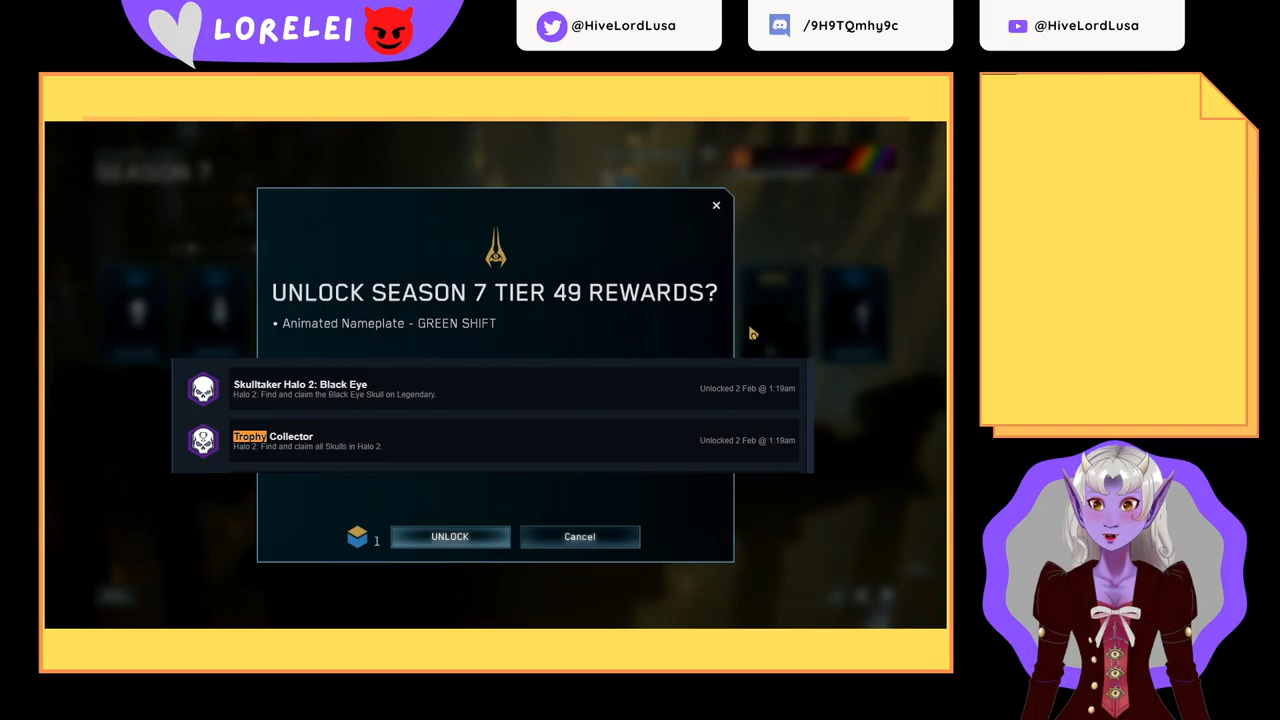 LORELEI
@HiveLordLusa
/9H9TQmhy9c
@HiveLordLusa
SEASON 7
UNLOCK SEASON 7 TIER 49 REWARDS?
• Animated Nameplate - GREEN SHIFT
Skulltaker Halo 2: Black Eye
Halo 2: Find and claim the Black Eye Skull on Legendary.
Unlocked 2 Feb @ 1:19am
Trophy Collector
Halo 2: Find and claim all Skulls in Halo 2.
Unlocked 2 Feb @ 1:19am
1
UNLOCK
Cancel